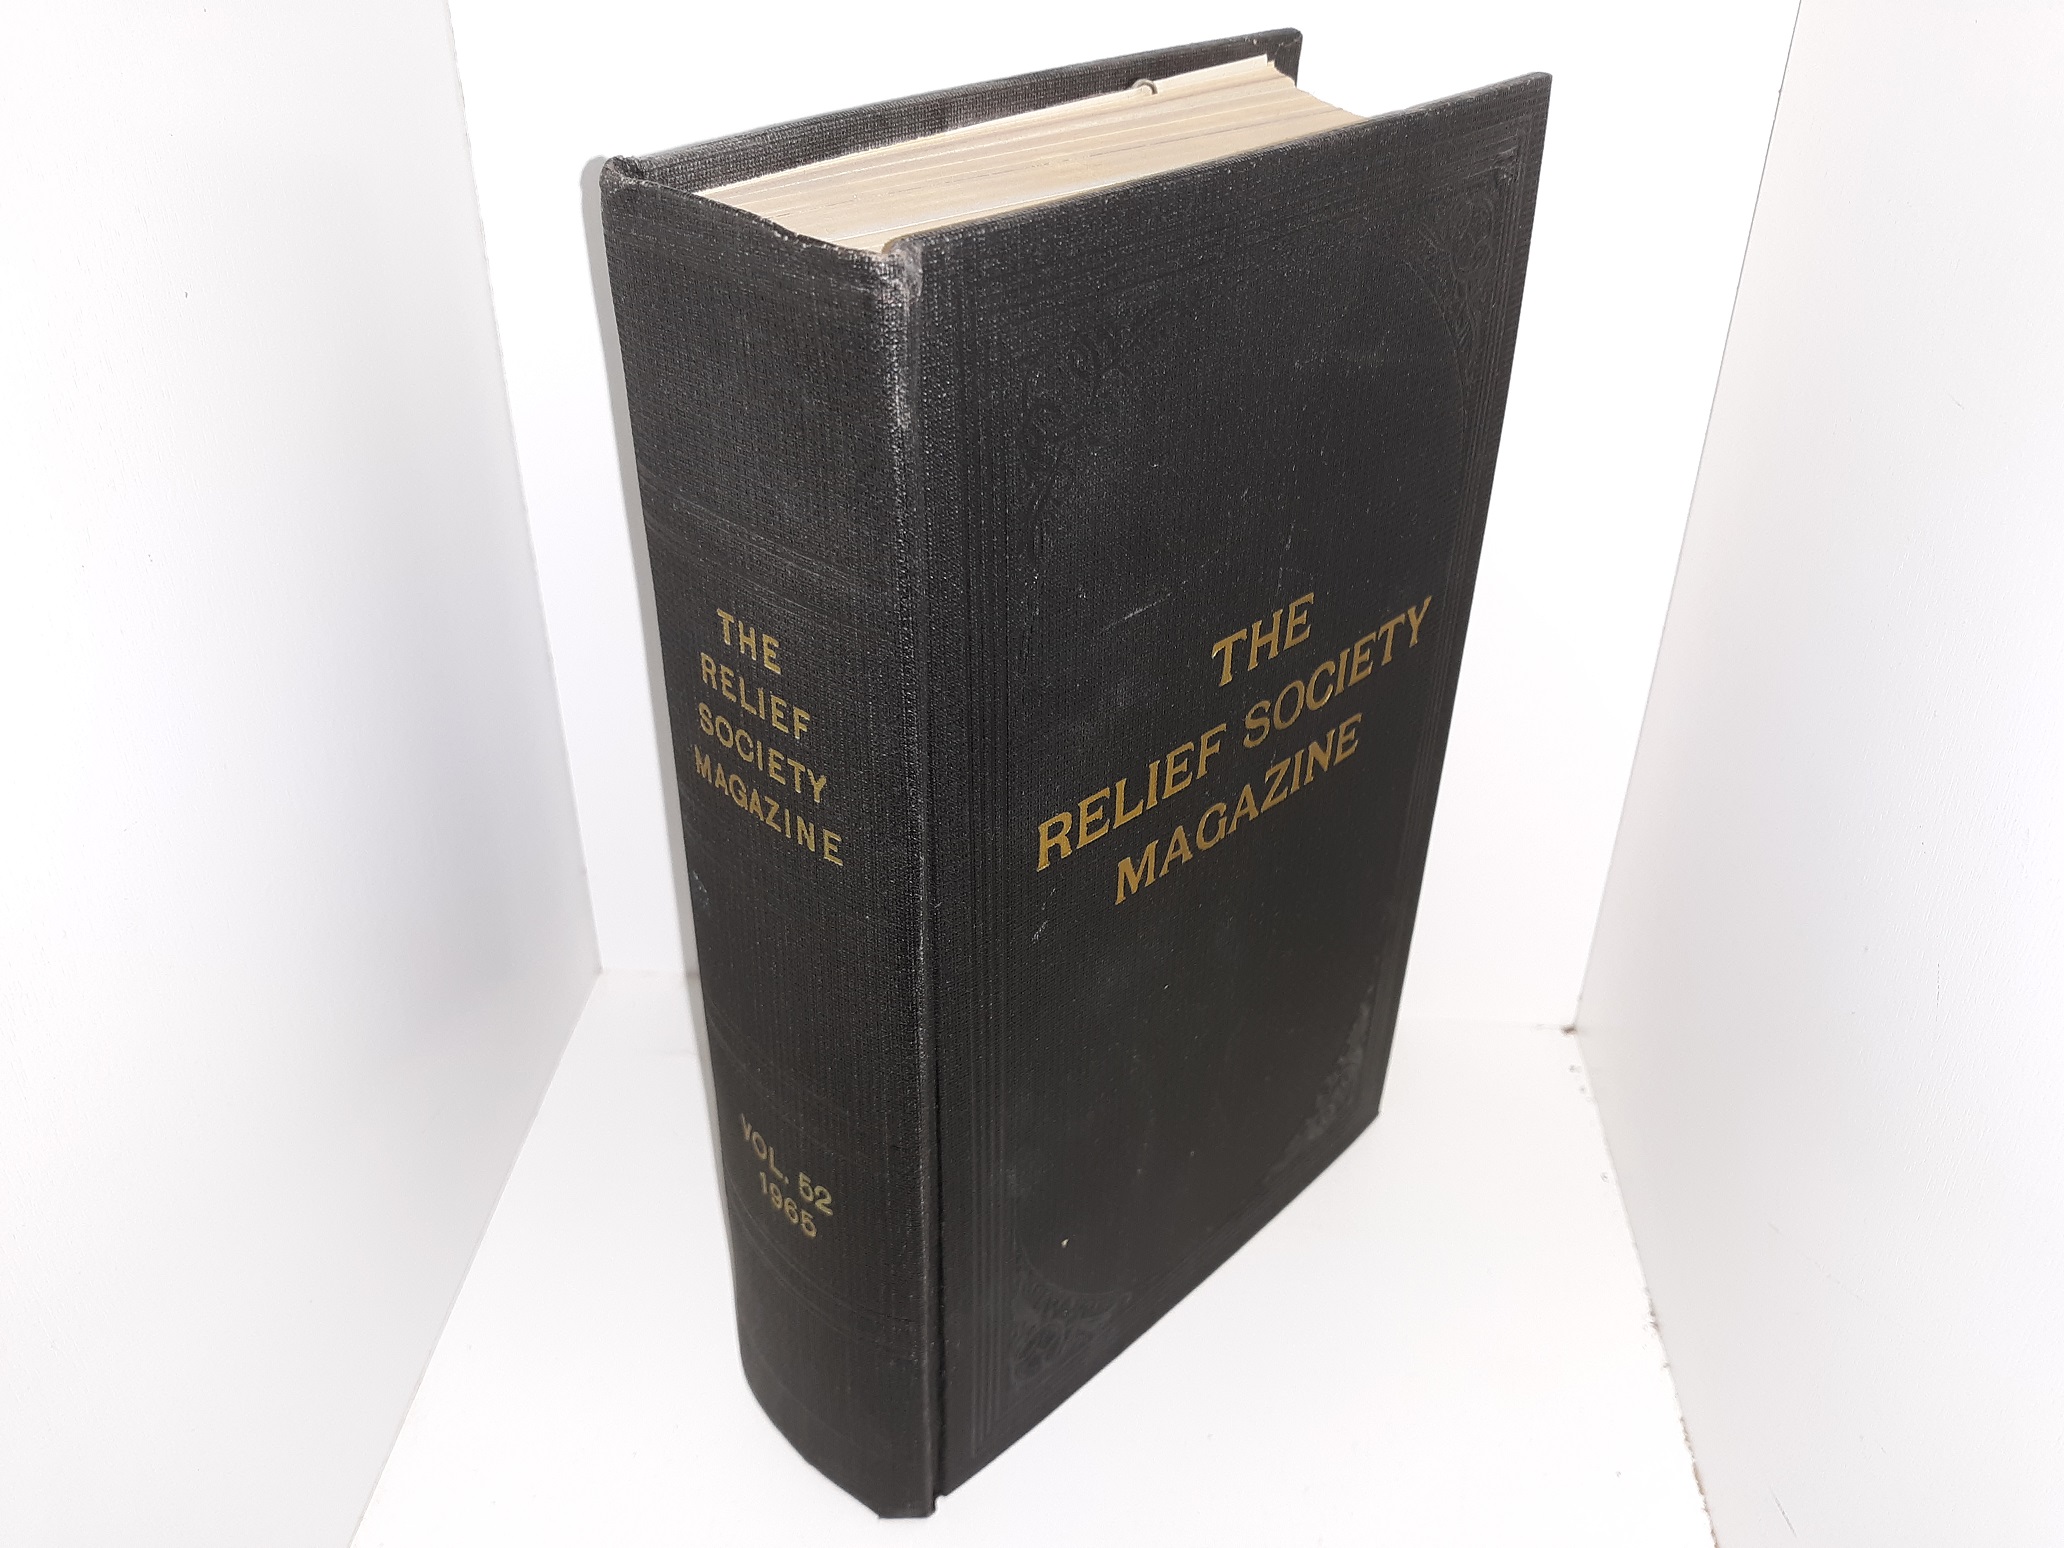 THE
RELIEF
SOCIETY
MAGAZINE
VOL. 52
1965
THE
RELIEF SOCIETY
MAGAZINE